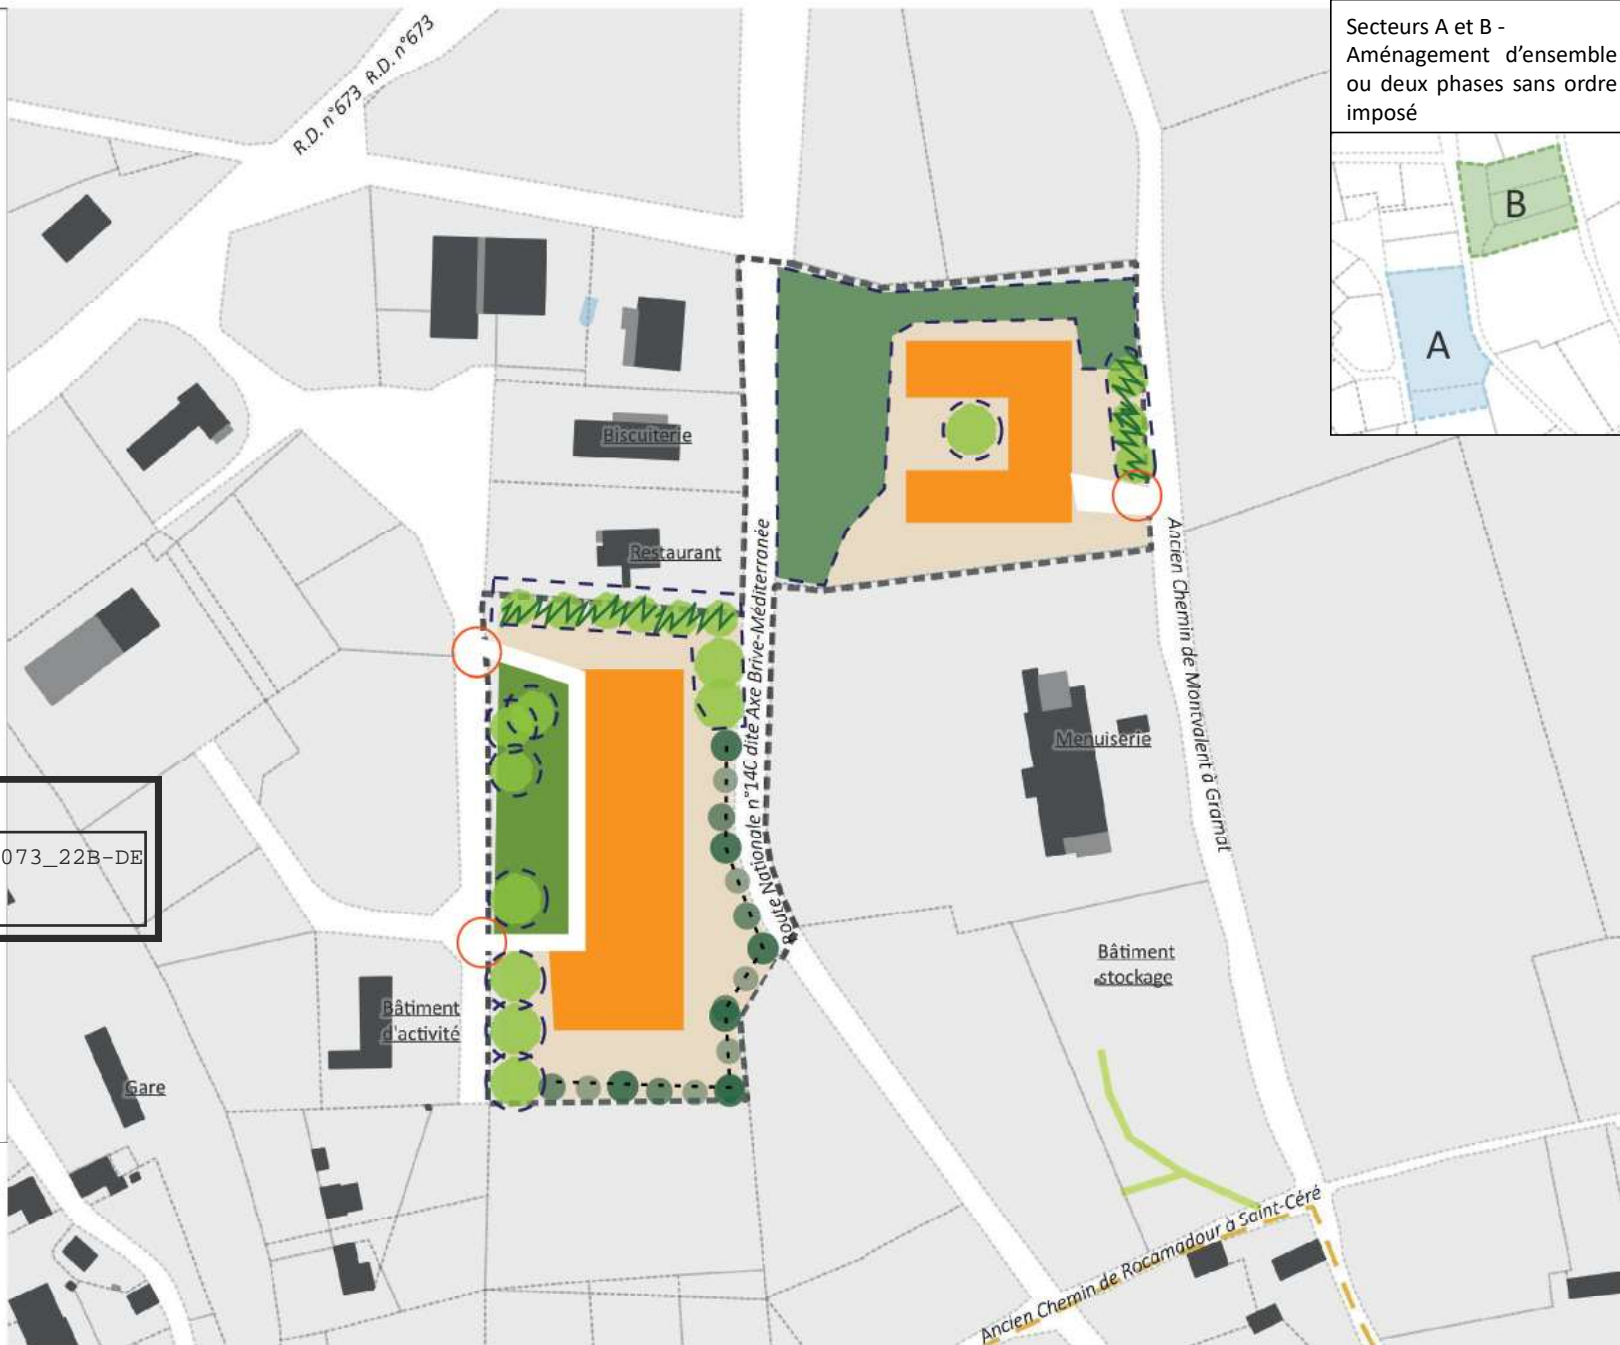 R.D. n°673 R.D. n°673
Secteurs A et B -
Aménagement d'ensemble
ou deux phases sans ordre
imposé
B
A
Biscuiterie
Restaurant
Route Nationale n°14C dite Axe Brive-Méditerranée
Ancien Chemin de Montvalent à Gramat
Menuiserie
073_22B-DE
Bâtiment
stockage
Bâtiment
d'activité
Gare
Ancien Chemin de Rocamadour à Saint-Céré